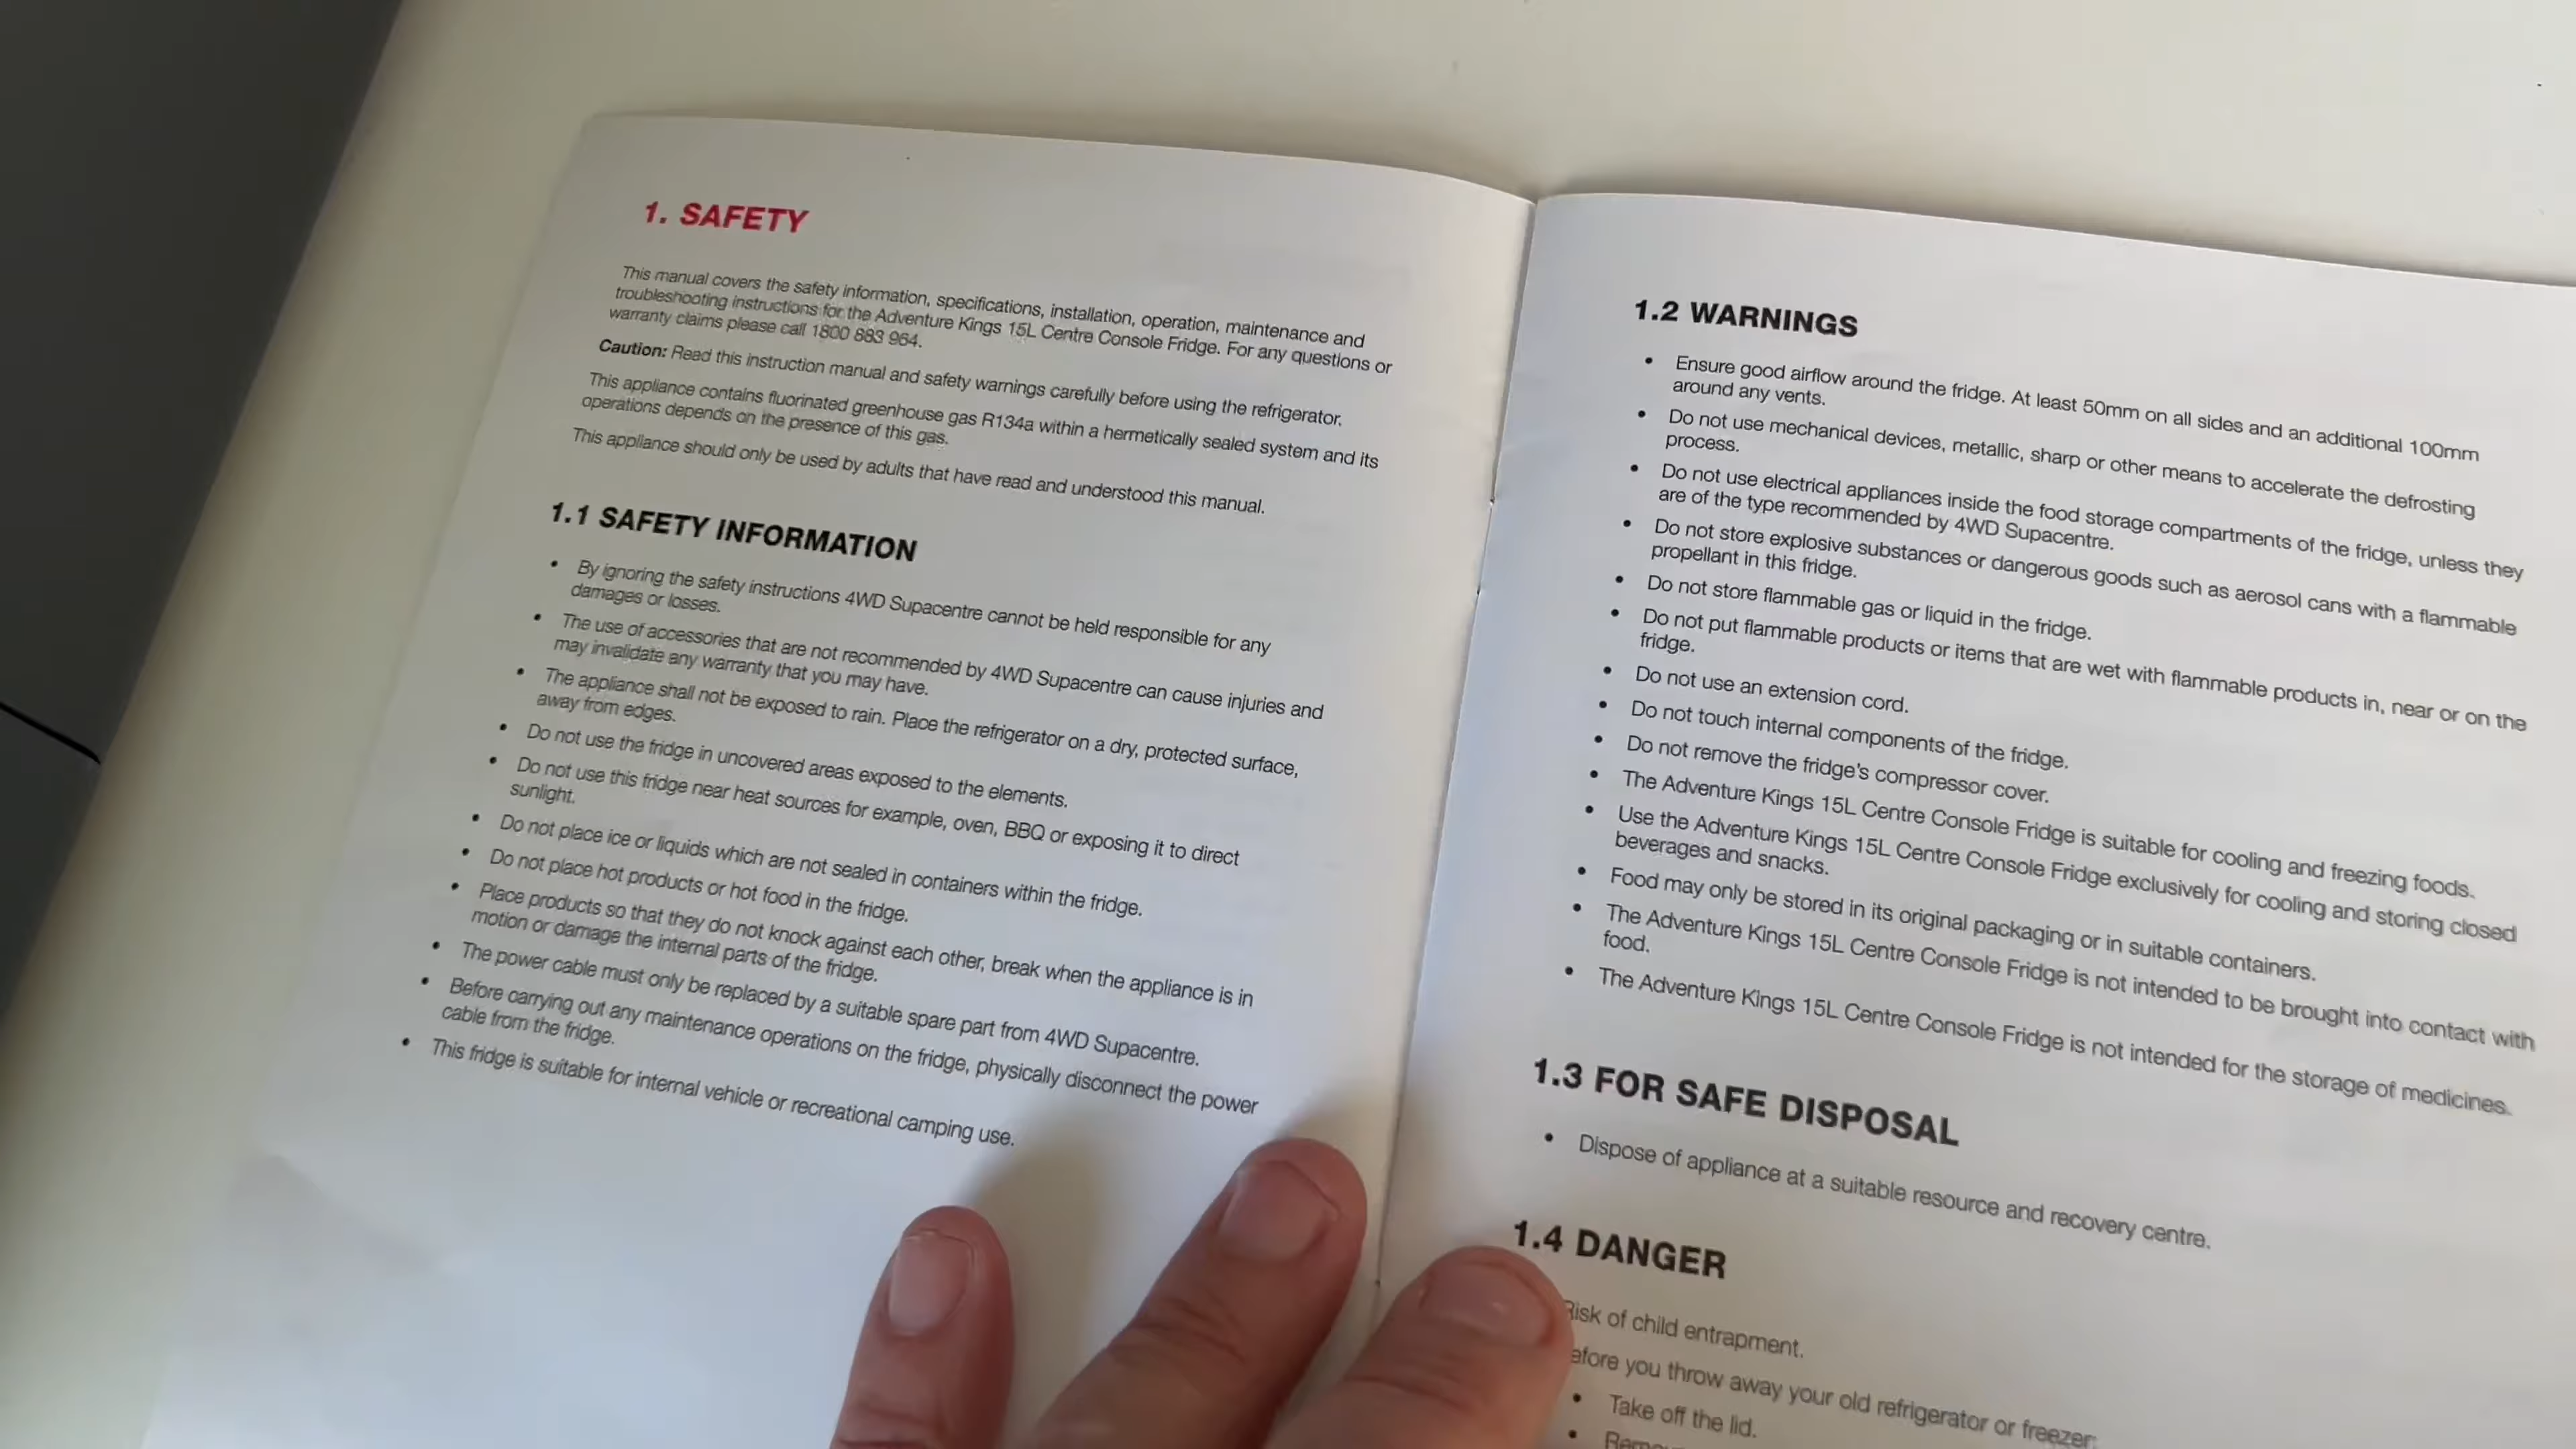 1. SAFETY
This manual covers the safety information, specifications, installation, operation, maintenance and
troubleshooting instructions for the Adventure Kings 15L Centre Console Fridge. For any questions or
warranty claims please call 1800 883 964.
Caution: Read this instruction manual and safety warnings carefully before using the refrigerator.
This appliance contains fluorinated greenhouse gas R134a within a hermetically sealed system and its
operations depends on the presence of this gas.
This appliance should only be used by adults that have read and understood this manual.
1.1 SAFETY INFORMATION
• By ignoring the safety instructions 4WD Supacentre cannot be held responsible for any
damages or losses.
• The use of accessories that are not recommended by 4WD Supacentre can cause injuries and
may invalidate any warranty that you may have.
• The appliance shall not be exposed to rain. Place the refrigerator on a dry, protected surface,
away from edges.
• Do not use the fridge in uncovered areas exposed to the elements.
• Do not use this fridge near heat sources for example, oven, BBQ or exposing it to direct
sunlight.
• Do not place ice or liquids which are not sealed in containers within the fridge.
• Do not place hot products or hot food in the fridge.
• Place products so that they do not knock against each other, break when the appliance is in
motion or damage the internal parts of the fridge.
• The power cable must only be replaced by a suitable spare part from 4WD Supacentre.
• Before carrying out any maintenance operations on the fridge, physically disconnect the power
cable from the fridge.
• This fridge is suitable for internal vehicle or recreational camping use.
1.2 WARNINGS
• Ensure good airflow around the fridge. At least 50mm on all sides and an additional 100mm
around any vents.
• Do not use mechanical devices, metallic, sharp or other means to accelerate the defrosting
process.
• Do not use electrical appliances inside the food storage compartments of the fridge, unless they
are of the type recommended by 4WD Supacentre.
• Do not store explosive substances or dangerous goods such as aerosol cans with a flammable
propellant in this fridge.
• Do not store flammable gas or liquid in the fridge.
• Do not put flammable products or items that are wet with flammable products in, near or on the
fridge.
• Do not use an extension cord.
• Do not touch internal components of the fridge.
• Do not remove the fridge's compressor cover.
• The Adventure Kings 15L Centre Console Fridge is suitable for cooling and freezing foods.
• Use the Adventure Kings 15L Centre Console Fridge exclusively for cooling and storing closed
beverages and snacks.
• Food may only be stored in its original packaging or in suitable containers.
• The Adventure Kings 15L Centre Console Fridge is not intended to be brought into contact with
food.
• The Adventure Kings 15L Centre Console Fridge is not intended for the storage of medicines.
1.3 FOR SAFE DISPOSAL
• Dispose of appliance at a suitable resource and recovery centre.
1.4 DANGER
Risk of child entrapment.
efore you throw away your old refrigerator or freezer:
• Take off the lid.